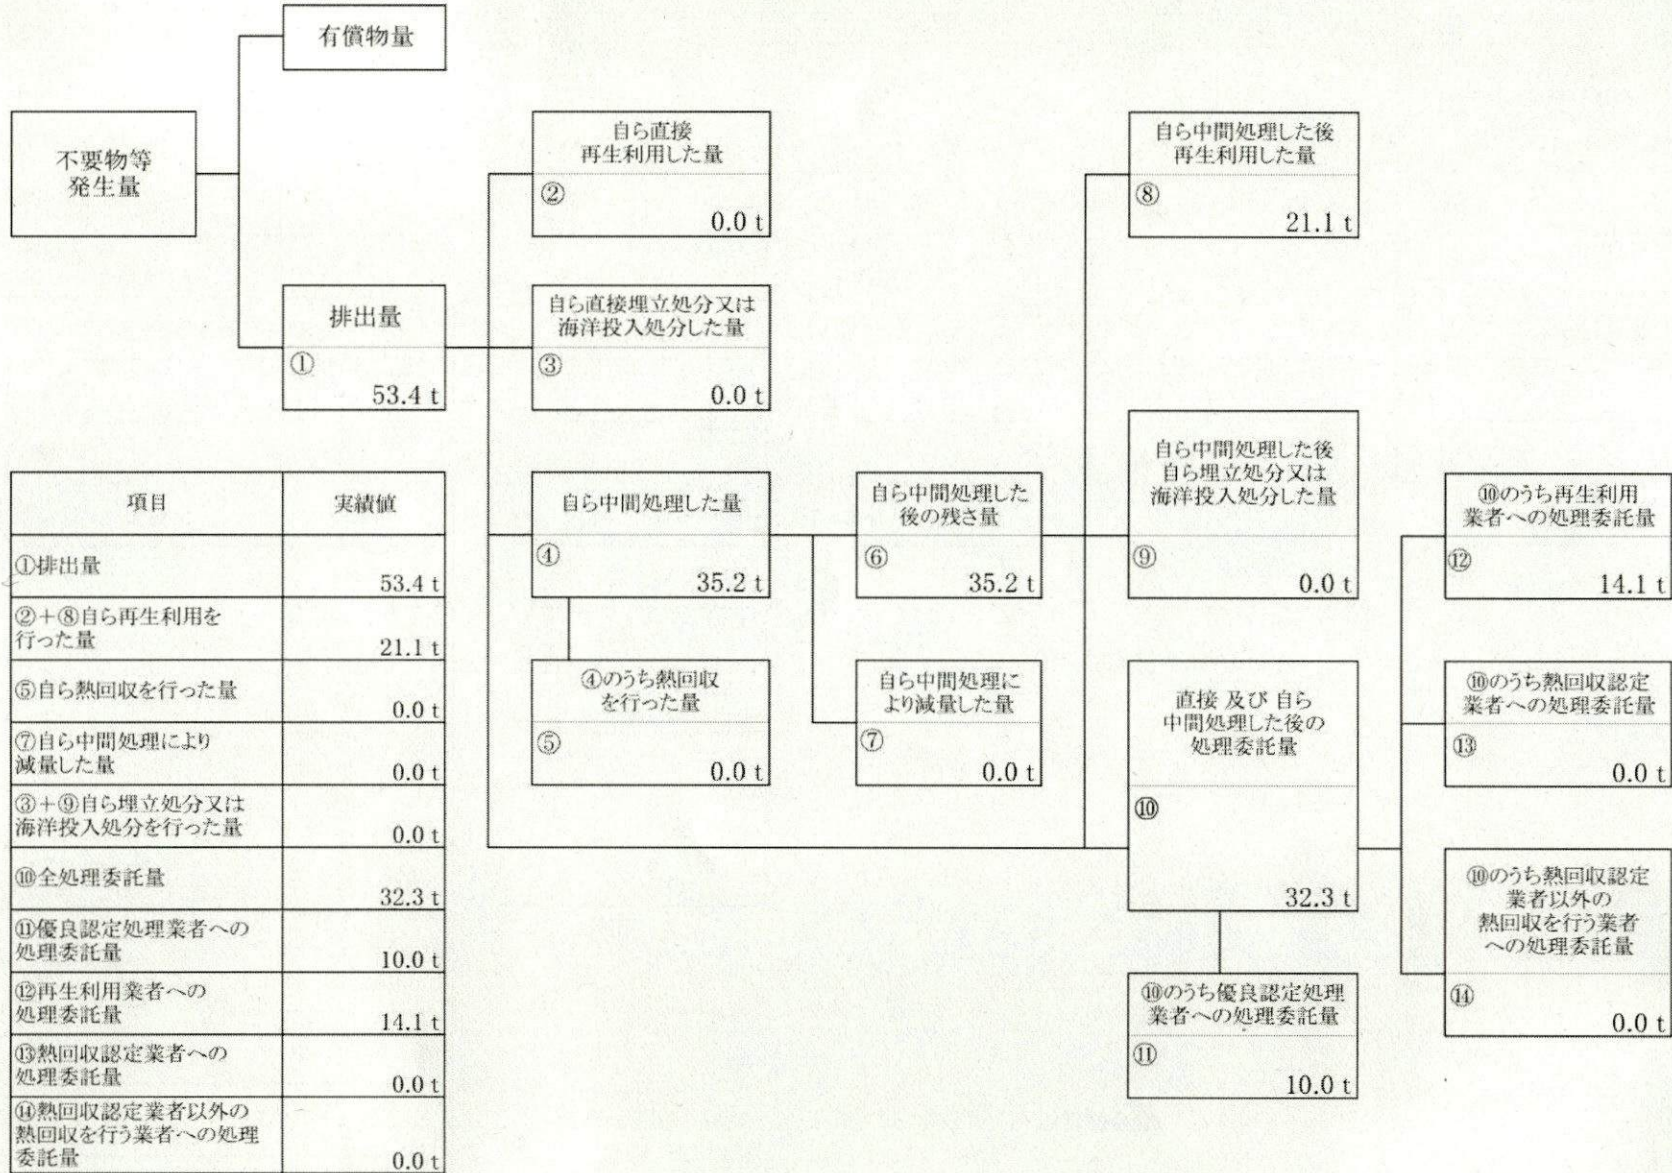 有償物量
不要物等
発生量
排出量
①
53.4 t
自ら直接
再生利用した量
②
0.0 t
自ら直接埋立処分又は
海洋投入処分した量
③
0.0 t
自ら中間処理した量
④
35.2 t
④のうち熱回収
を行った量
⑤
0.0 t
自ら中間処理した
後の残さ量
⑥
35.2 t
自ら中間処理に
より減量した量
⑦
0.0 t
自ら中間処理した後
再生利用した量
⑧
21.1 t
自ら中間処理した後
自ら埋立処分又は
海洋投入処分した量
⑨
0.0 t
直接 及び 自ら
中間処理した後の
処理委託量
⑩
32.3 t
⑩のうち優良認定処理
業者への処理委託量
⑪
10.0 t
⑩のうち再生利用
業者への処理委託量
⑫
14.1 t
⑩のうち熱回収認定
業者への処理委託量
⑬
0.0 t
⑩のうち熱回収認定
業者以外の
熱回収を行う業者
への処理委託量
⑭
0.0 t
項目 実績値
①排出量
53.4 t
②+⑧自ら再生利用を
行った量
21.1 t
⑤自ら熱回収を行った量
0.0 t
⑦自ら中間処理により
減量した量
0.0 t
③+⑨自ら埋立処分又は
海洋投入処分を行った量
0.0 t
⑩全処理委託量
32.3 t
⑪優良認定処理業者への
処理委託量
10.0 t
⑫再生利用業者への
処理委託量
14.1 t
⑬熱回収認定業者への
処理委託量
0.0 t
⑭熱回収認定業者以外の
熱回収を行う業者への処理
委託量
0.0 t